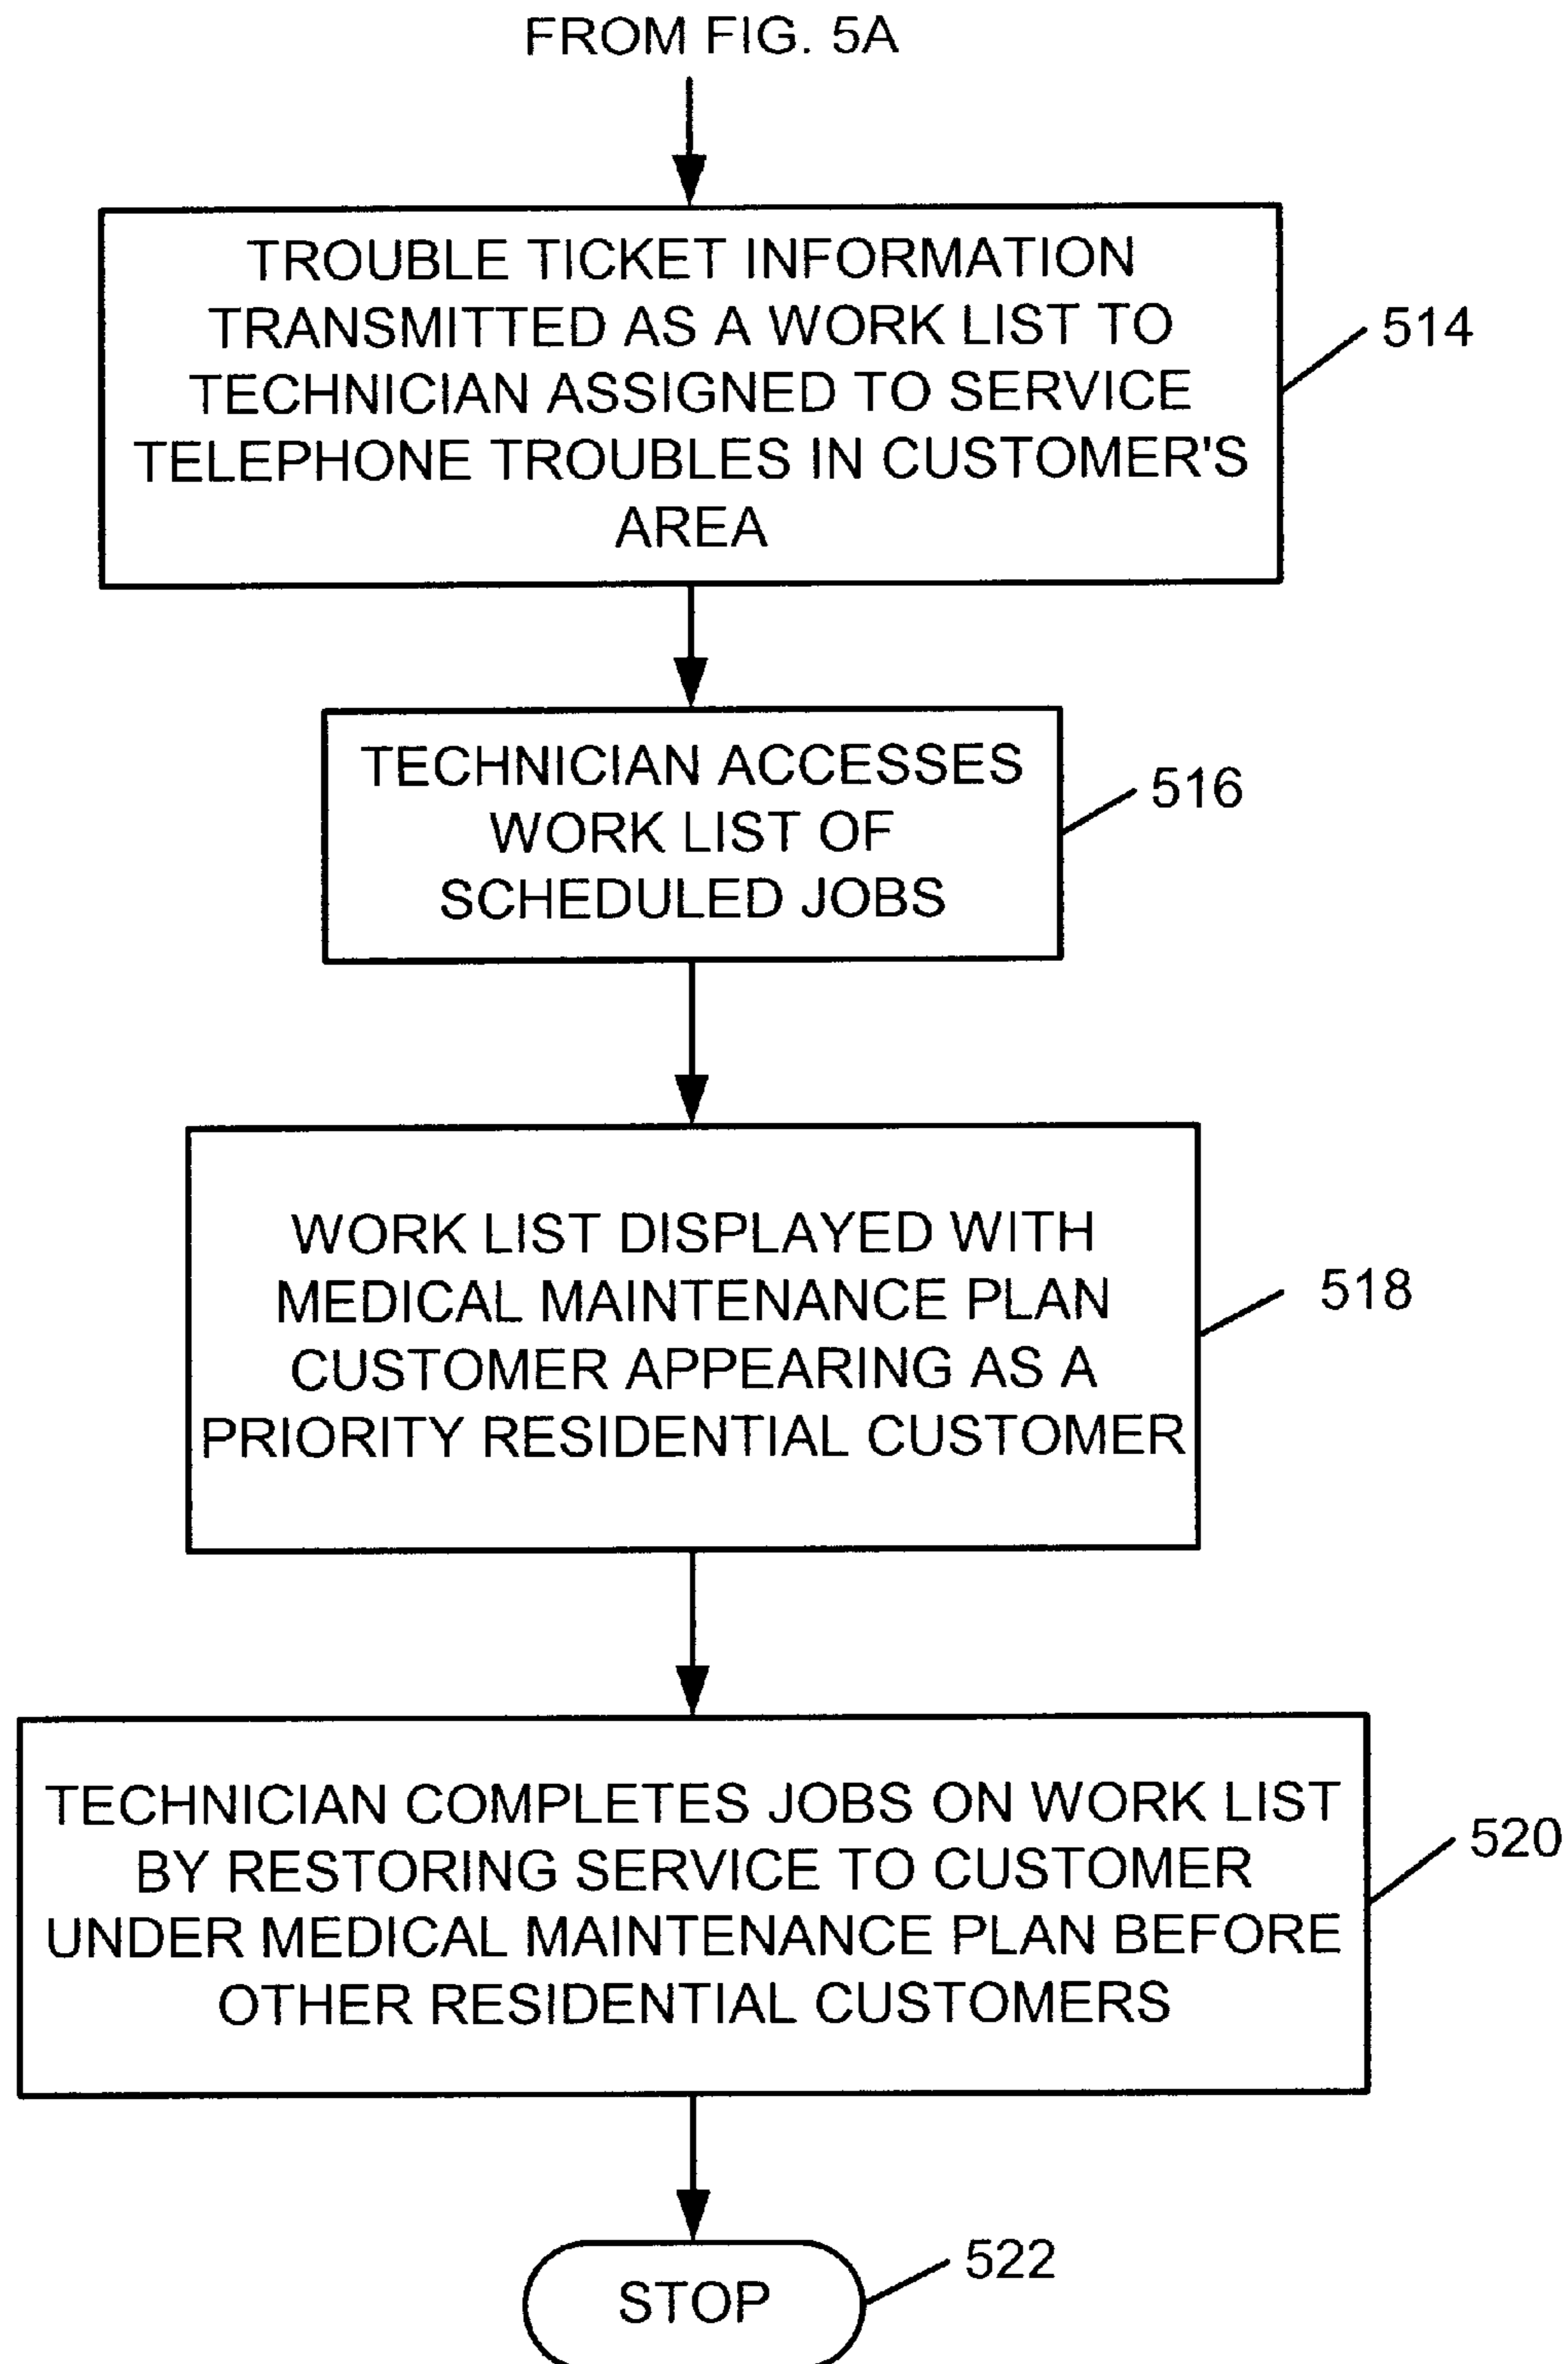 FROM FIG. 5A
TROUBLE TICKET INFORMATION
TRANSMITTED AS A WORK LIST TO
TECHNICIAN ASSIGNED TO SERVICE
TELEPHONE TROUBLES IN CUSTOMER'S
AREA
514
TECHNICIAN ACCESSES
WORK LIST OF
SCHEDULED JOBS
516
WORK LIST DISPLAYED WITH
MEDICAL MAINTENANCE PLAN
CUSTOMER APPEARING AS A
PRIORITY RESIDENTIAL CUSTOMER
518
TECHNICIAN COMPLETES JOBS ON WORK LIST
BY RESTORING SERVICE TO CUSTOMER
UNDER MEDICAL MAINTENANCE PLAN BEFORE
OTHER RESIDENTIAL CUSTOMERS
520
STOP
522